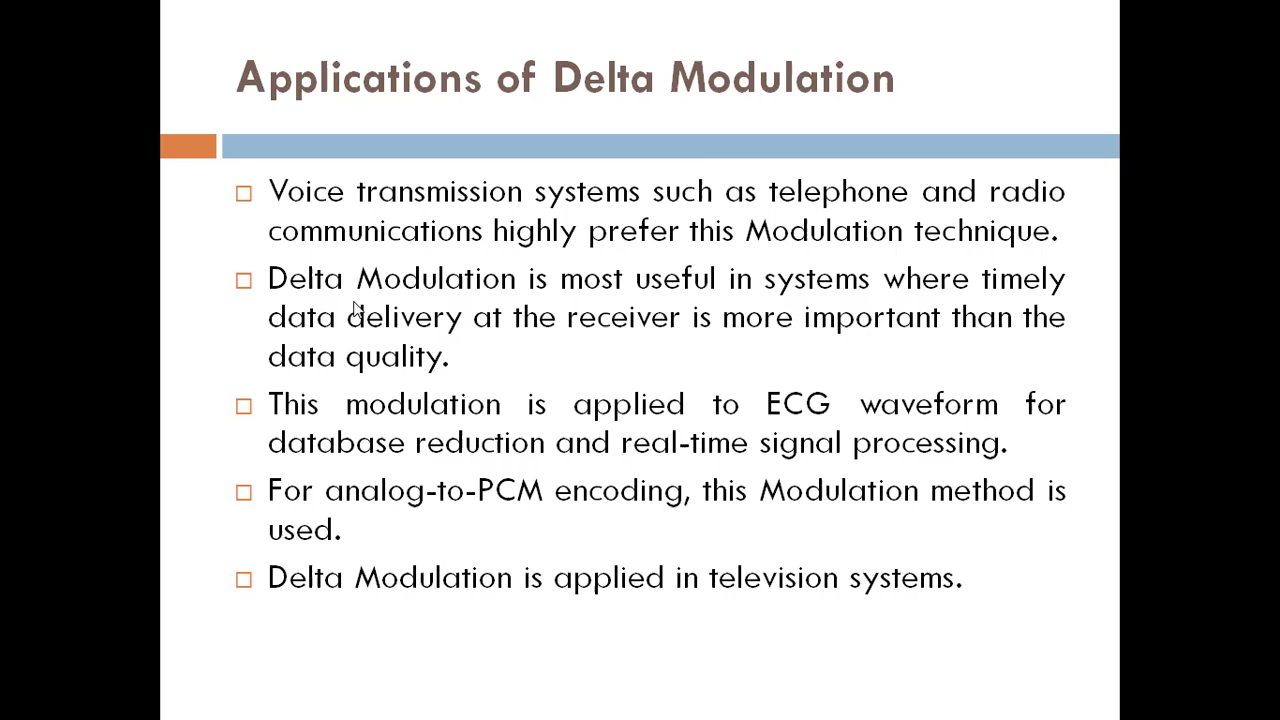 Applications of Delta Modulation
Voice transmission systems such as telephone and radio
communications highly prefer this Modulation technique.
Delta Modulation is most useful in systems where timely
data delivery at the receiver is more important than the
data quality.
This modulation is applied to ECG waveform for
database reduction and real-time signal processing.
For analog-to-PCM encoding, this Modulation method is
used.
Delta Modulation is applied in television systems.